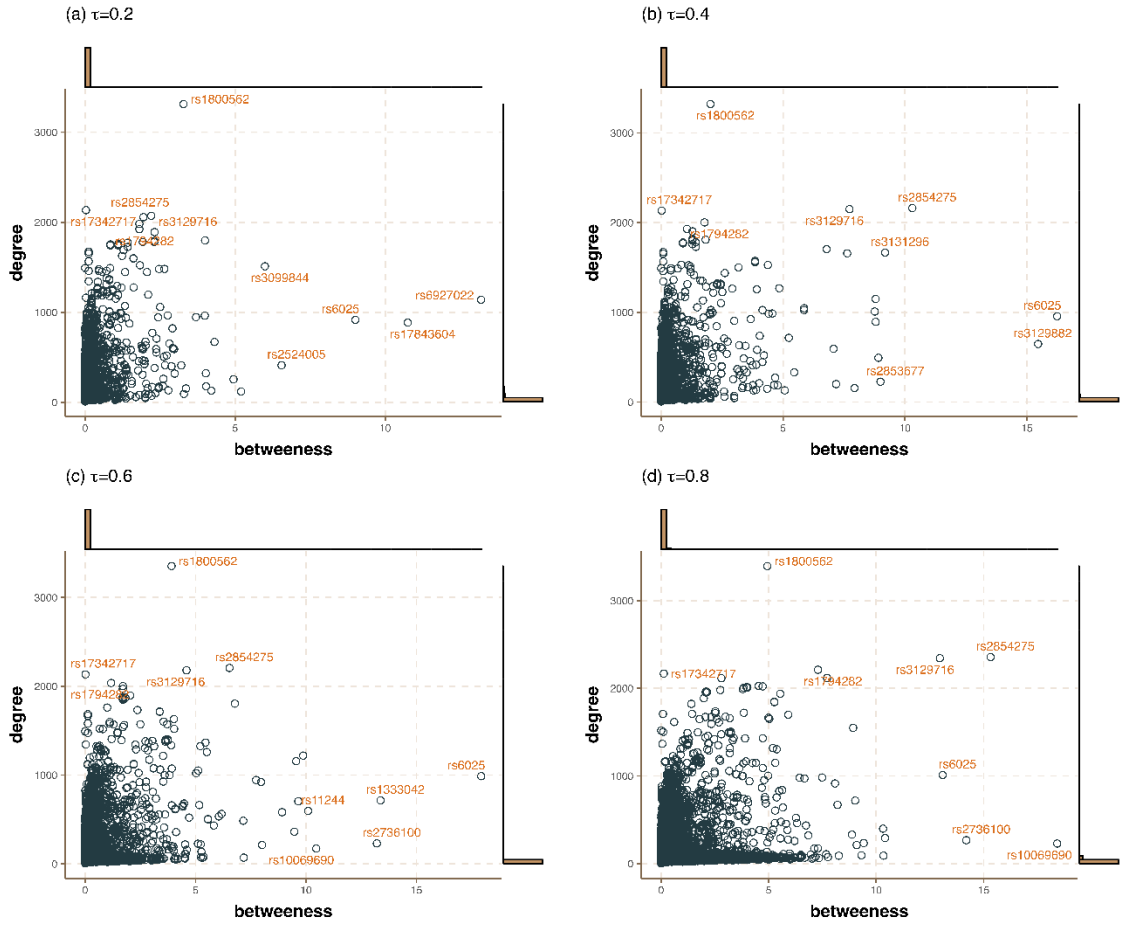 (a) τ=0.2
rs1800562
3000
rs2854275
2000
rs17342717
rs3129716
rs1794282
rs3099844
degree
rs6927022
1000
rs6025
rs17843604
rs2524005
0
0
5
10
betweeness
(b) τ=0.4
3000
rs1800562
rs17342717
rs2854275
2000
rs3129716
rs1794282
rs3131296
degree
rs6025
1000
rs3129882
rs2853677
0
0
5
10
15
betweeness
(c) τ=0.6
rs1800562
3000
rs17342717
rs2854275
rs3129716
2000
rs1794282
degree
rs6025
1000
rs11244
rs1333042
rs2736100
rs10069690
0
0
5
10
15
betweeness
(d) τ=0.8
rs1800562
3000
rs2854275
rs17342717
rs3129716
rs1794282
2000
degree
rs6025
1000
rs2736100
rs10069690
0
0
5
10
15
betweeness